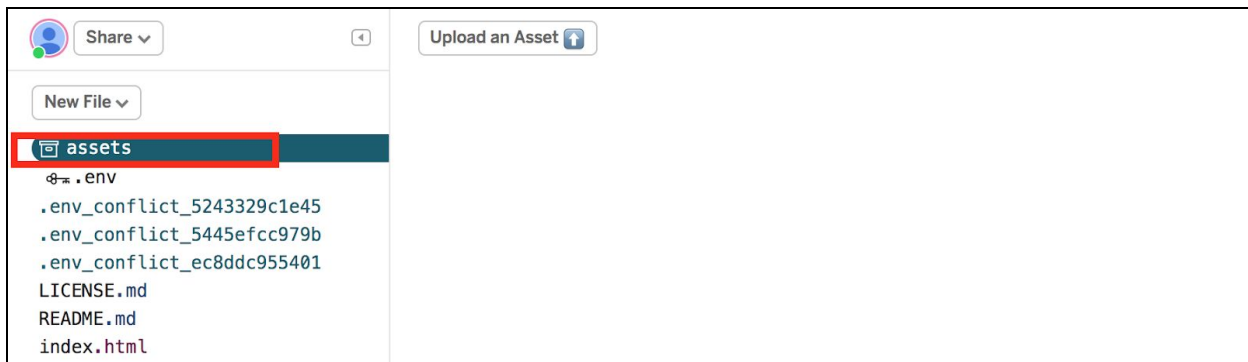 Share
Upload an Asset
New File
assets
.env
.env_conflict_5243329c1e45
.env_conflict_5445efcc979b
.env_conflict_ec8ddc955401
LICENSE.md
README.md
index.html